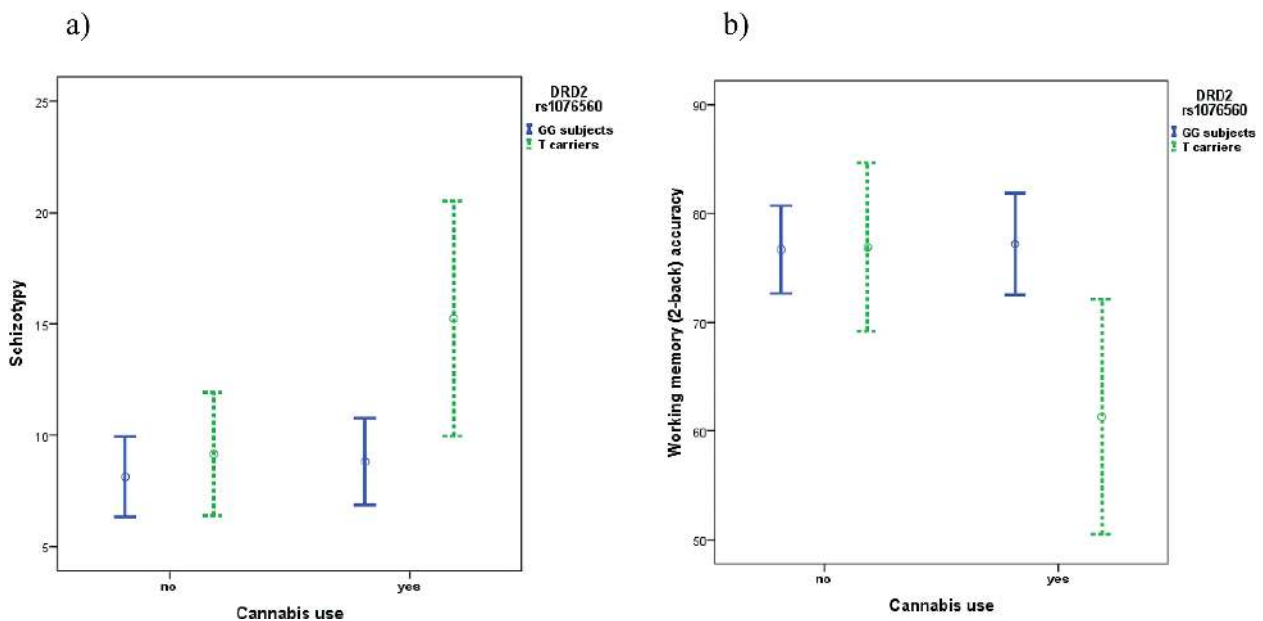 a)
25
20
15
10
5
Schizotypy
no
yes
Cannabis use
DRD2
rs1076560
GG subjects
T carriers
b)
90
80
70
60
50
Working memory (2-back) accuracy
no
yes
Cannabis use
DRD2
rs1076560
GG subjects
T carriers